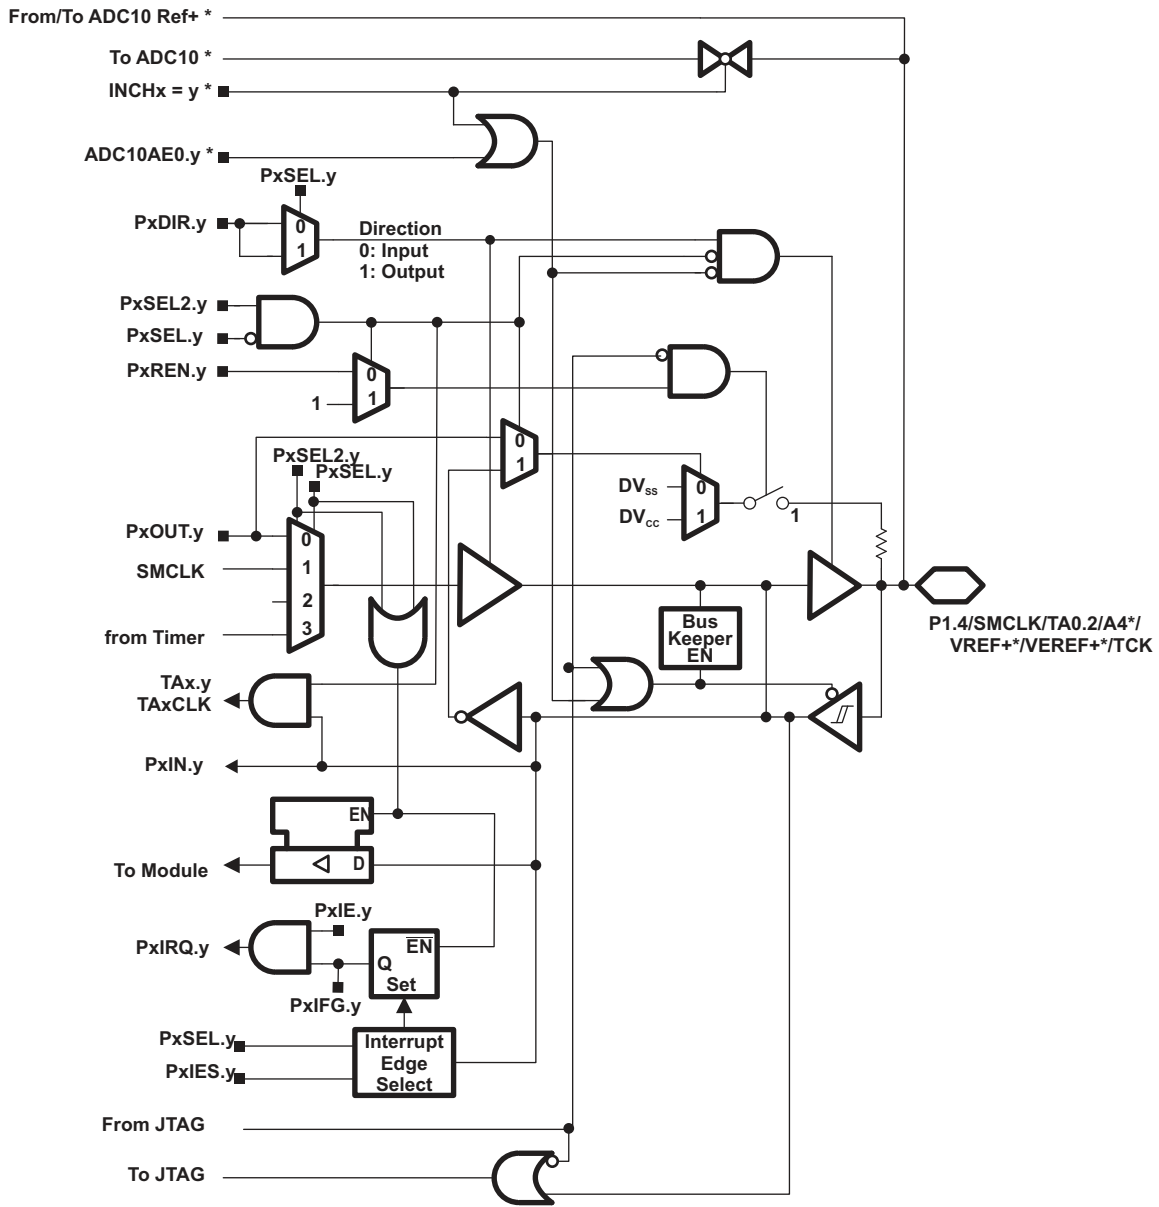 From/To ADC10 Ref+ *
To ADC10 *
INCHx = y *
ADC10AE0.y *
PxSEL.y
PxDIR.y
0
1
Direction
0: Input
1: Output
PxSEL2.y
PxSEL.y
PxREN.y
0
1
1
0
1
PxSEL2.y
PxSEL.y
DVSS
0
DVCC
1
1
PxOUT.y
0
SMCLK
1
2
from Timer
3
Bus
Keeper
EN
P1.4/SMCLK/TA0.2/A4*/
VREF+*/VEREF+*/TCK
TAx.y
TAxCLK
PxIN.y
EN
To Module
D
PxIE.y
PxIRQ.y
EN
Q
Set
PxIFG.y
PxSEL.y
PxIES.y
Interrupt
Edge
Select
From JTAG
To JTAG